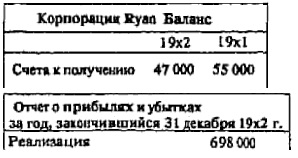 Корпорация Ryan Баланс
19x2 19x1
Счета к получению 47 000 55 000
Отчет о прибылях и убытках
за год, закончившийся 31 декабря 19x2 г.
Реализация 698 000